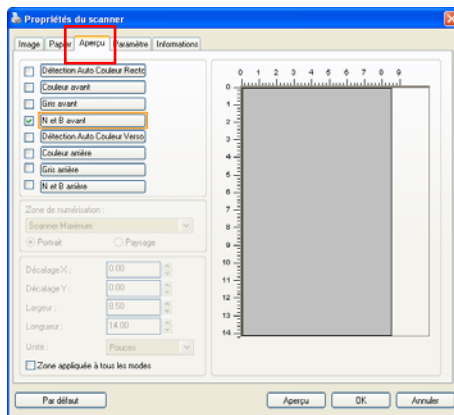 Propriétés du scanner
Image Papier Aperçu Paramètre Informations
Détection Auto Couleur Recto
Couleur avant
Gris avant
N et B avant
Détection Auto Couleur Verso
Couleur arrière
Gris arrière
N et B arrière
Zone de numérisation :
Scanner Maximum
Portrait Paysage
Décalage X : 0.00
Décalage Y : 0.00
Largeur : 8.50
Longueur : 14.00
Unité : Pouces
Zone appliquée à tous les modes
0 1 2 3 4 5 6 7 8 9
0
1
2
3
4
5
6
7
8
9
10
11
12
13
14
Par défaut Aperçu OK Annuler